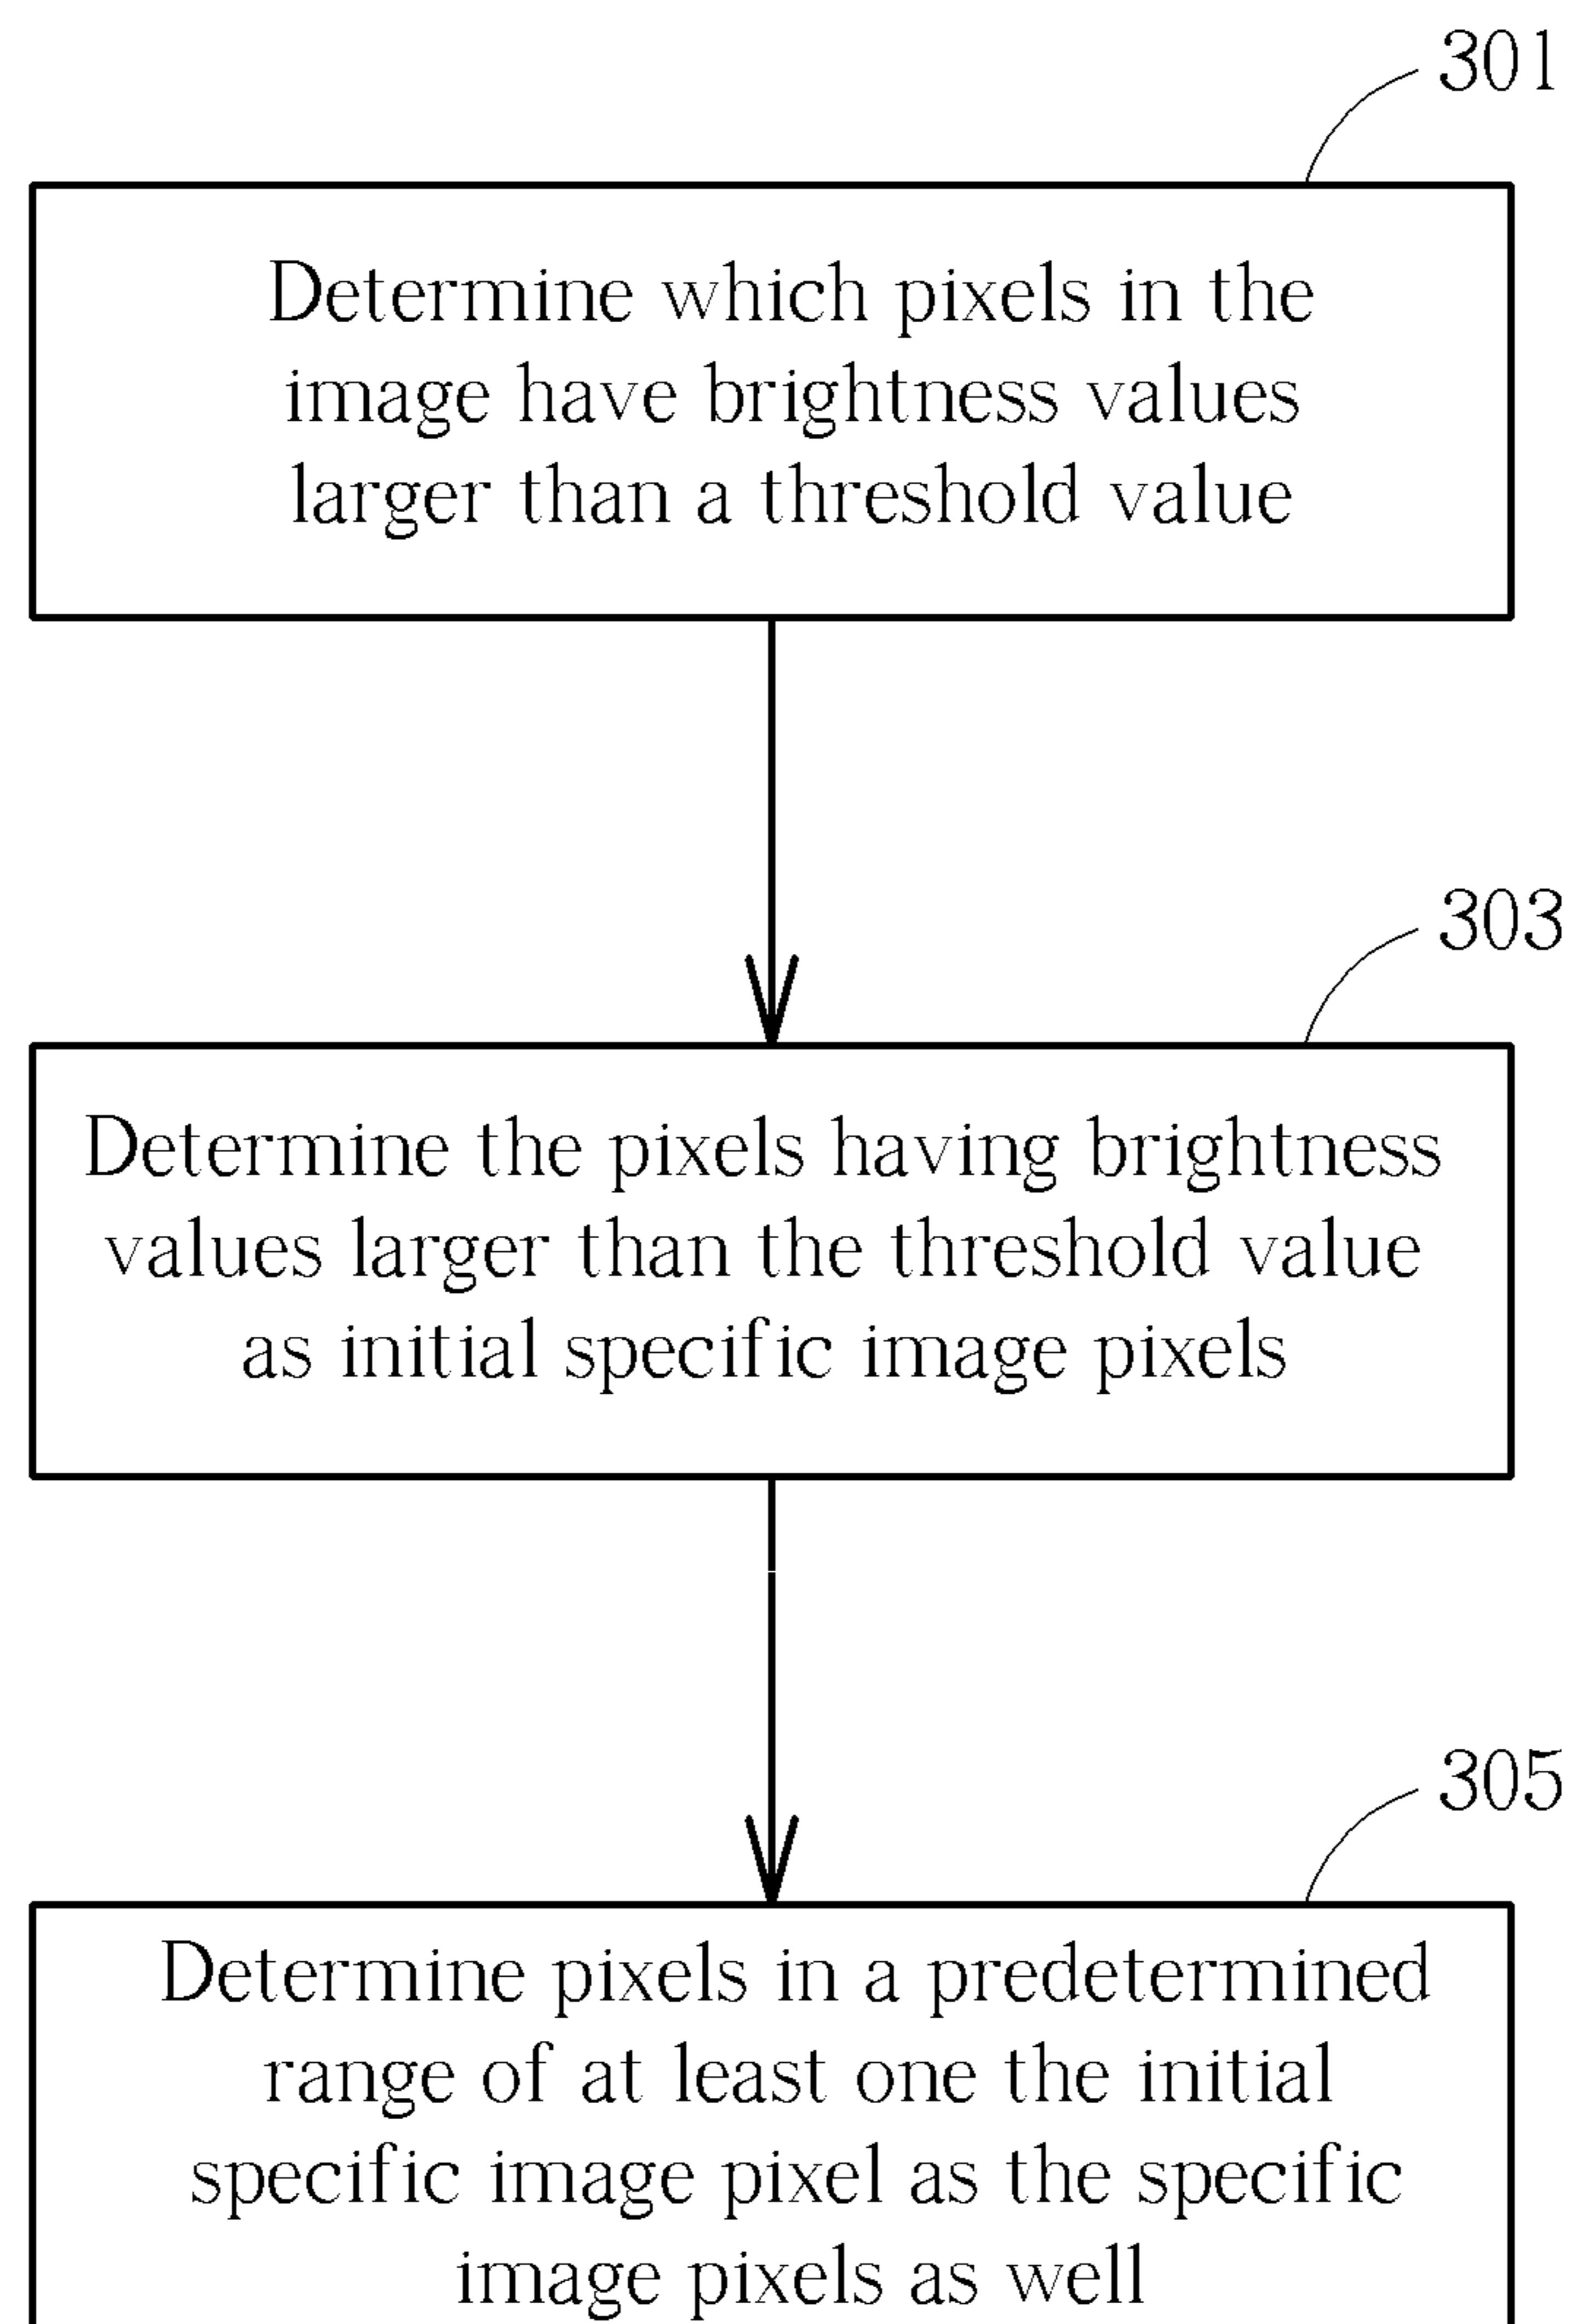 301
Determine which pixels in the
image have brightness values
larger than a threshold value
303
Determine the pixels having brightness
values larger than the threshold value
as initial specific image pixels
305
Determine pixels in a predetermined
range of at least one the initial
specific image pixel as the specific
image pixels as well